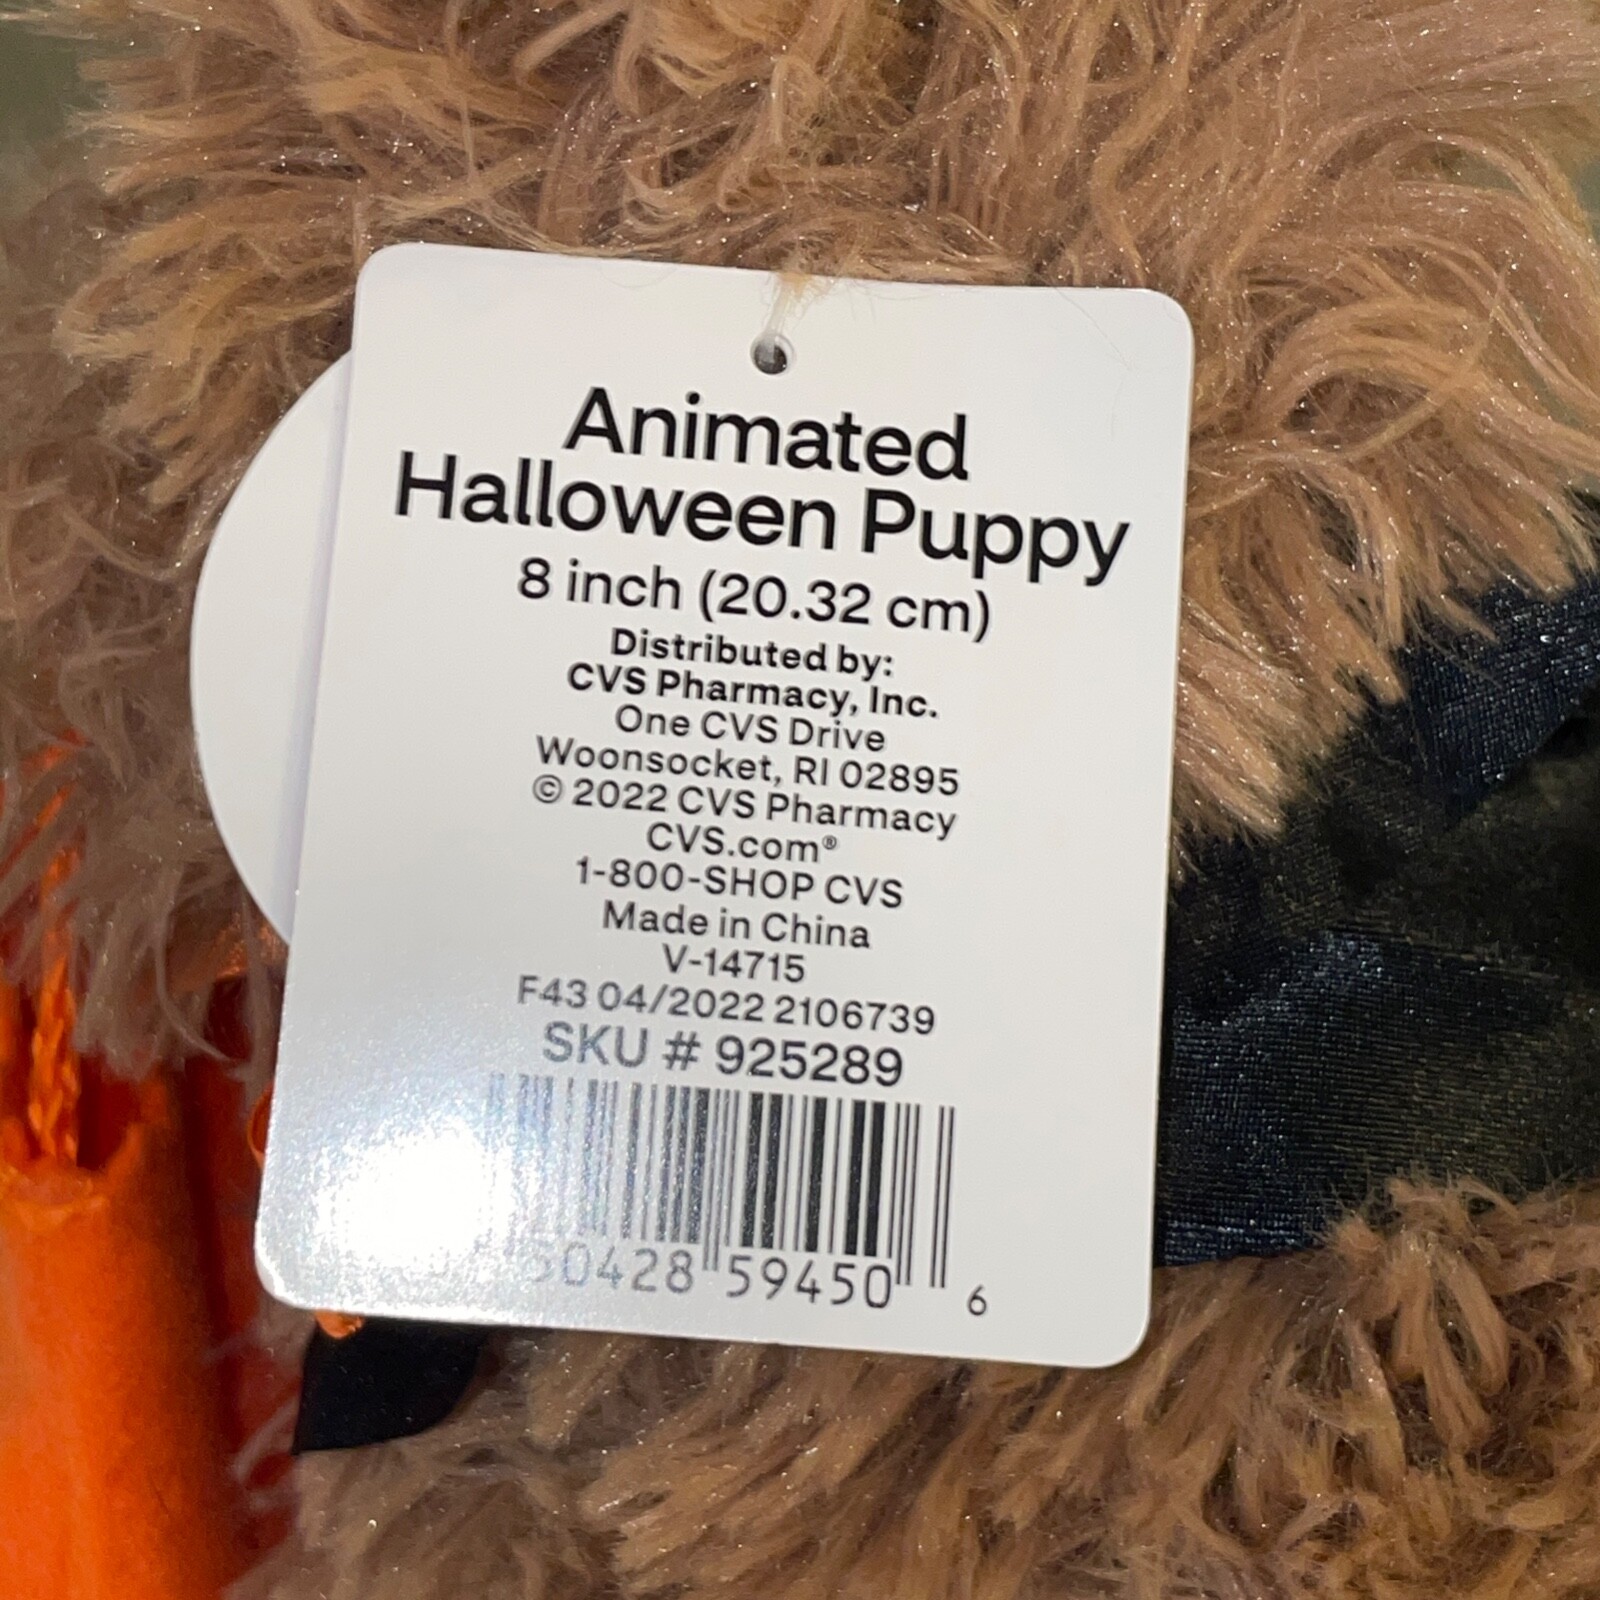 Animated
Halloween Puppy
8 inch (20.32 cm)
Distributed by:
CVS Pharmacy, Inc.
One CVS Drive
Woonsocket, RI 02895
© 2022 CVS Pharmacy
CVS.com®
1-800-SHOP CVS
Made in China
V-14715
F43 04/2022 2106739
SKU # 925289
50428 59450 6